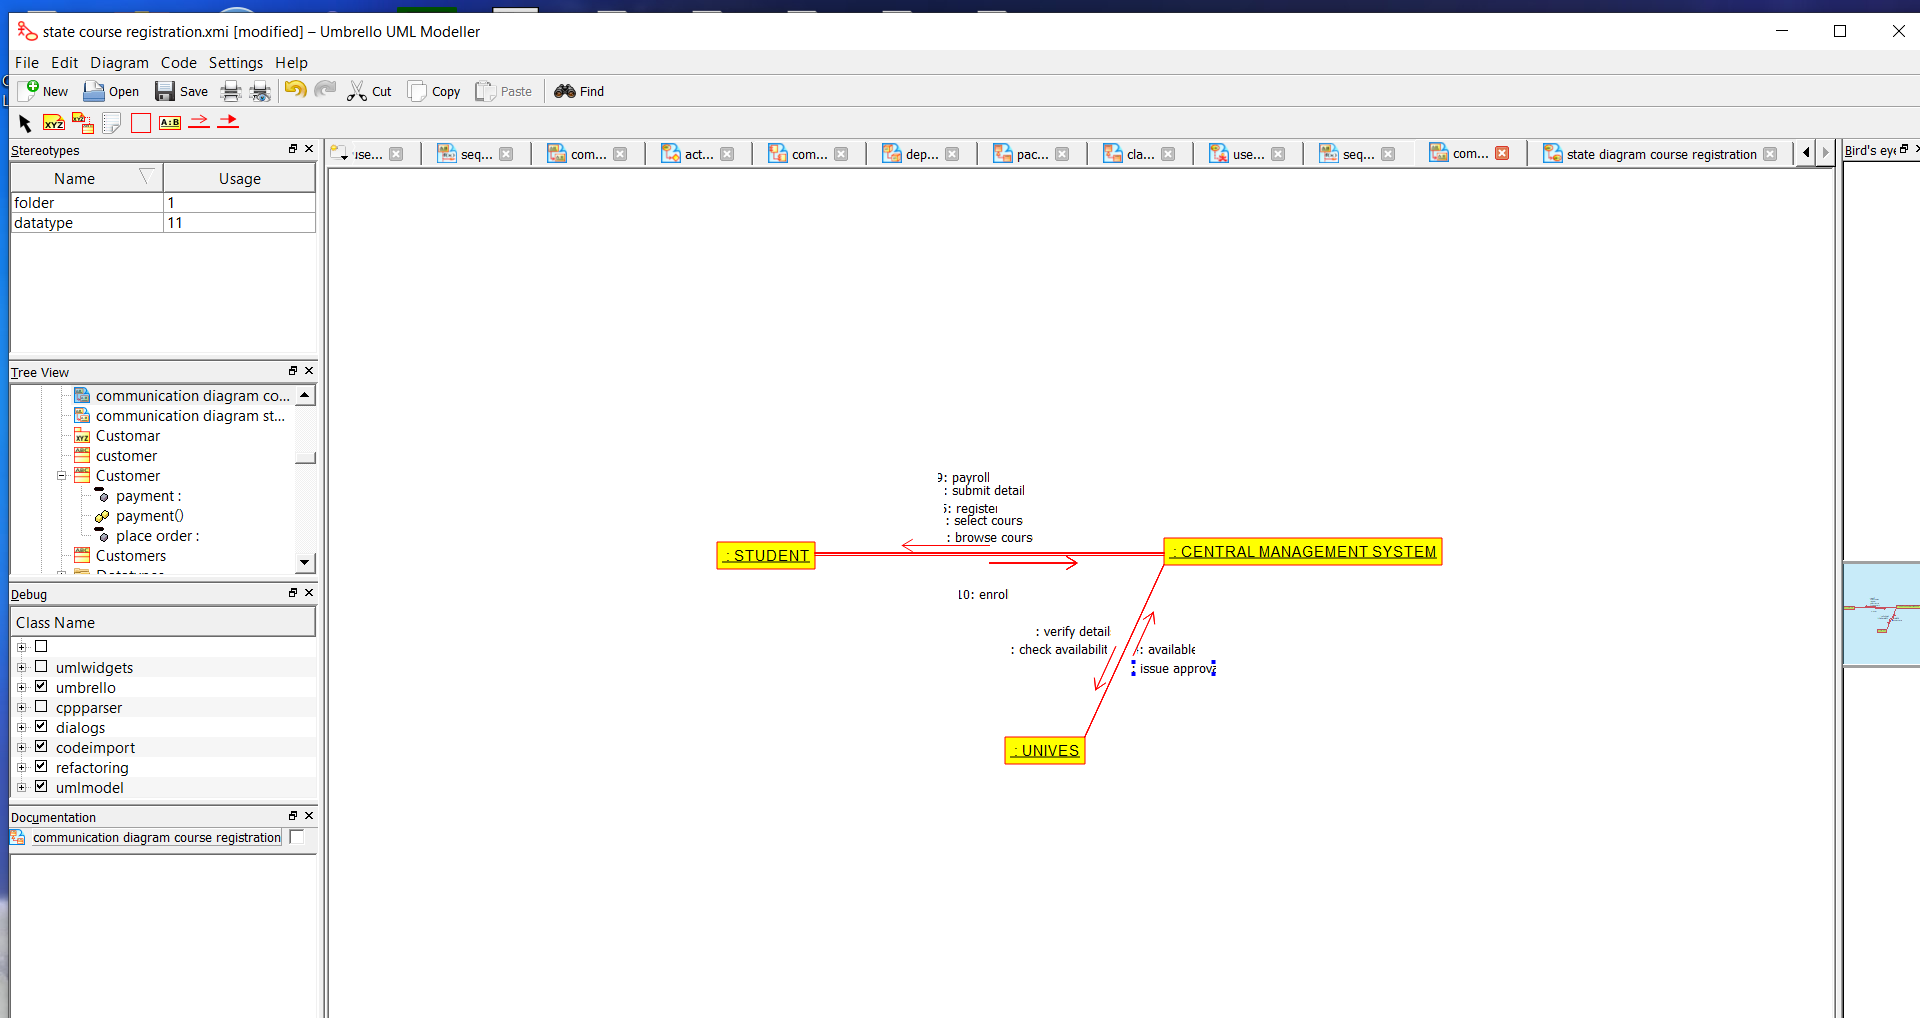 state course registration.xmi [modified] – Umbrello UML Modeller
File Edit Diagram Code Settings Help
New Open Save Cut Copy Paste Find
XYZ XYZ A:B
Stereotypes
Name Usage
folder 1
datatype 11
use... seq... com... act... com... dep... pac... cla... use... seq... com... state diagram course registration
Bird's eye
Tree View
communication diagram co...
communication diagram st...
Customar
customer
Customer
payment :
payment()
place order :
Customers
Datatypes
Debug
Class Name
umlwidgets
umbrello
cppparser
dialogs
codeimport
refactoring
umlmodel
Documentation
communication diagram course registration
9: payroll
: submit detail
5: register
: select cours
: browse cours
: STUDENT
: CENTRAL MANAGEMENT SYSTEM
10: enrol
: verify detail
: check availabilit
: available
: issue approva
: UNIVES